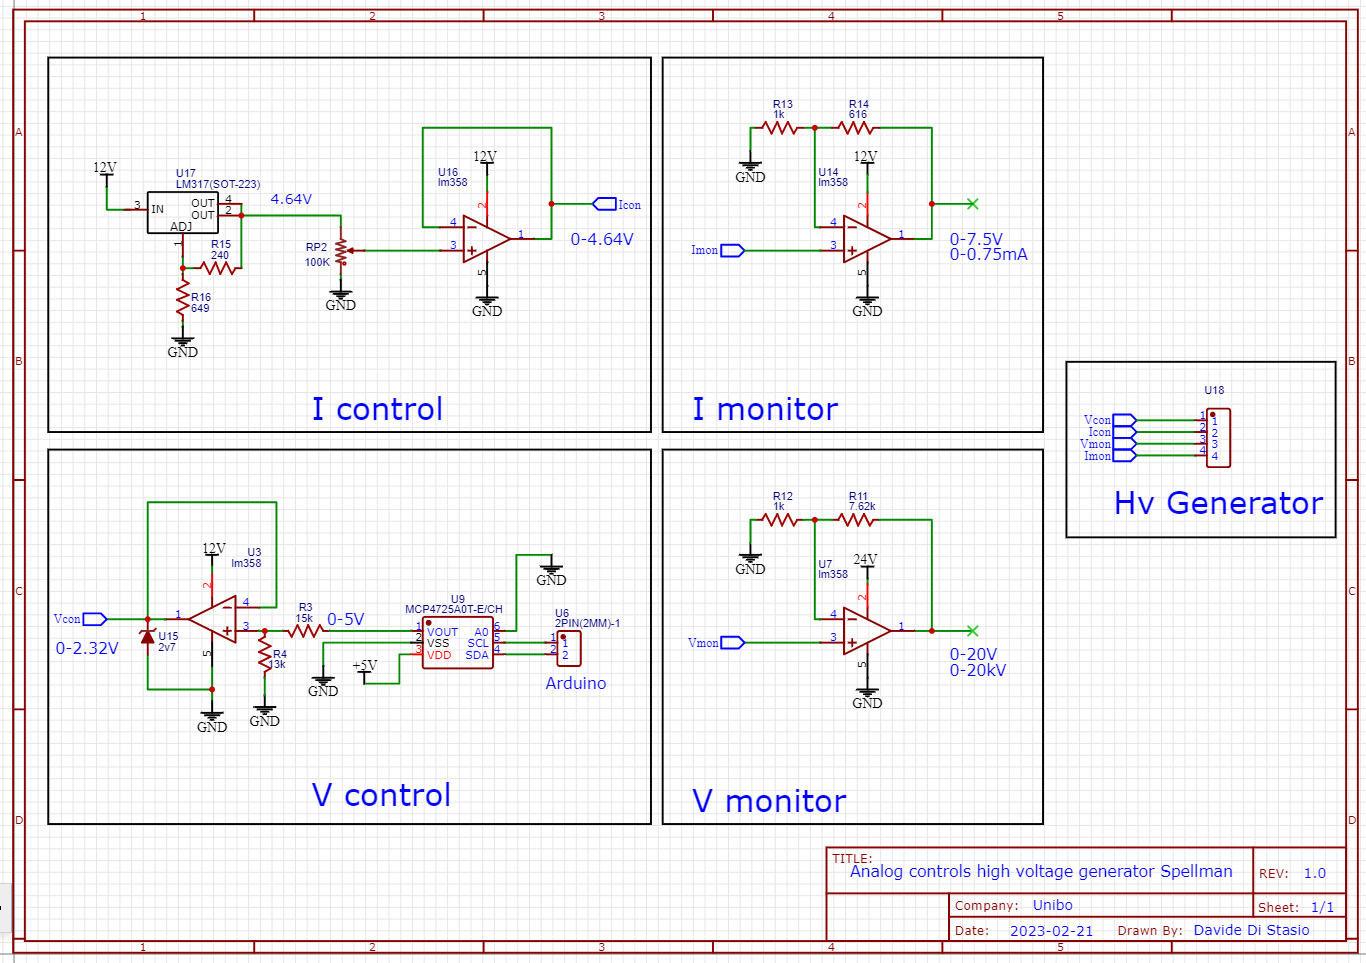 1 2 3 4 5
A A
B B
C C
D D
1 2 3 4 5
12V
U17
LM317(SOT-223)
3 IN
OUT 4
OUT 2
ADJ
1
4.64V
R15
240
R16
649
GND
RP2
100K
GND
U16
lm358
12V
2
4
3
1
5
GND
Icon
0-4.64V
I control
R13
1k
R14
616
GND
U14
lm358
12V
2
4
3
1
5
Imon
GND
0-7.5V
0-0.75mA
I monitor
U18
Vcon 1 1
Icon 2 2
Vmon 3 3
Imon 4 4
Hv Generator
12V
U3
lm358
2
4
3
1
5
Vcon
0-2.32V
U15
2v7
GND
R3
15k
0-5V
R4
13k
GND
GND
+5V
U9
MCP4725A0T-E/CH
1 VOUT A0 6
2 VSS SCL 5
3 VDD SDA 4
GND
U6
2PIN(2MM)-1
1 1
2 2
Arduino
V control
R12
1k
R11
7.62k
GND
U7
lm358
24V
2
4
3
1
5
Vmon
GND
0-20V
0-20kV
V monitor
TITLE:
Analog controls high voltage generator Spellman
REV: 1.0
Company: Unibo
Sheet: 1/1
Date: 2023-02-21 Drawn By: Davide Di Stasio